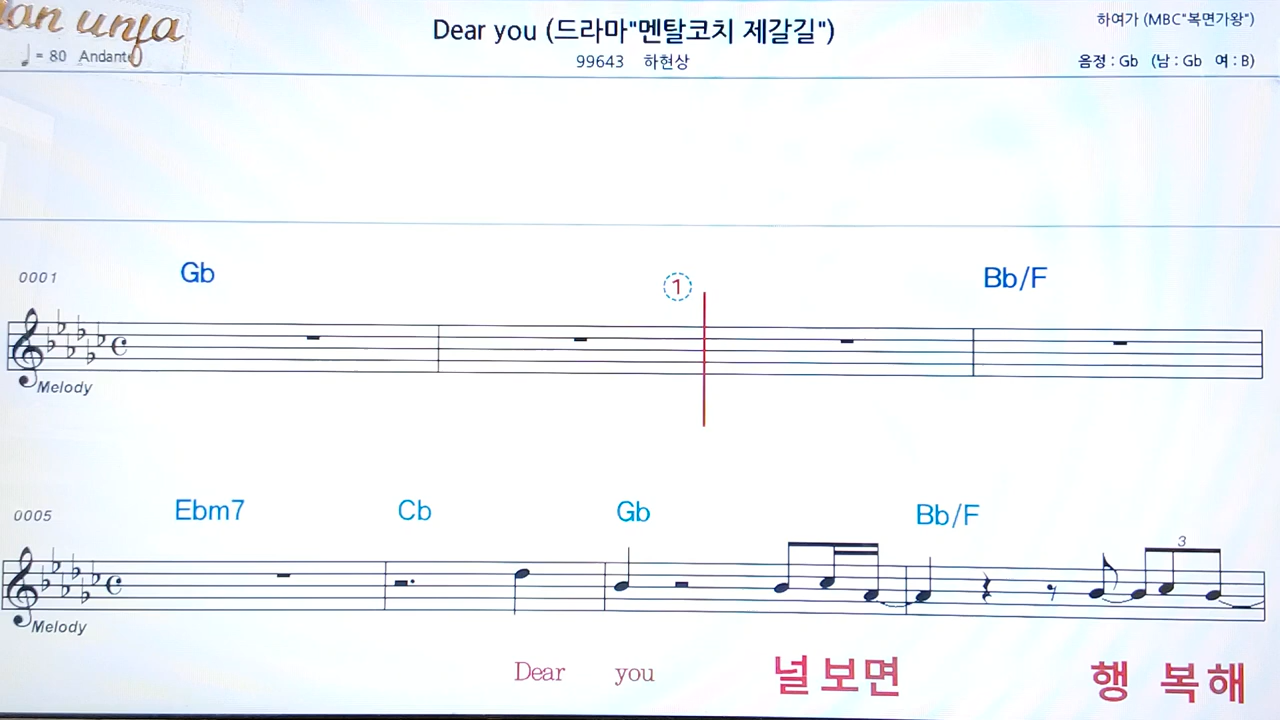 Dear you (드라마"멘탈코치 제갈길")
하여가 (MBC"복면가왕")
♩ = 80 Andante
99643 하현상
음정 : Gb (남 : Gb 여 : B)
0001 Gb ① Bb/F
Melody
0005 Ebm7 Cb Gb Bb/F
3
Melody
Dear you 널보면 행 복해